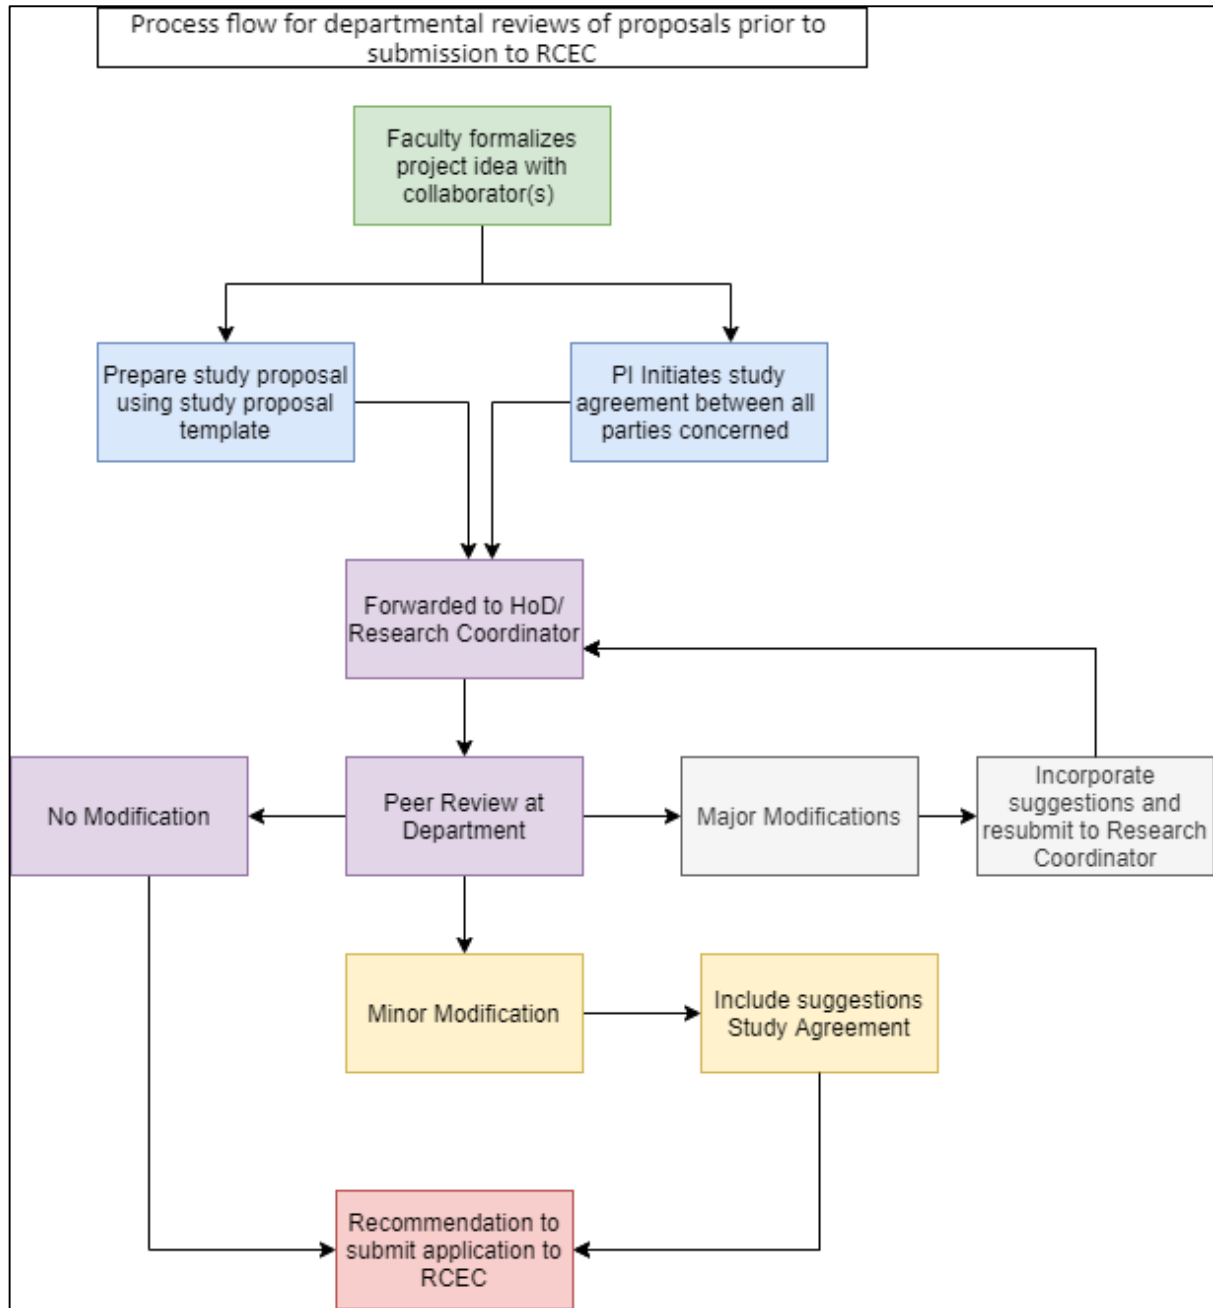 Process flow for departmental reviews of proposals prior to
submission to RCEC
Faculty formalizes
project idea with
collaborator(s)
Prepare study proposal
using study proposal
template
PI Initiates study
agreement between all
parties concerned
Forwarded to HoD/
Research Coordinator
No Modification
Peer Review at
Department
Major Modifications
Incorporate
suggestions and
resubmit to Research
Coordinator
Minor Modification
Include suggestions
Study Agreement
Recommendation to
submit application to
RCEC